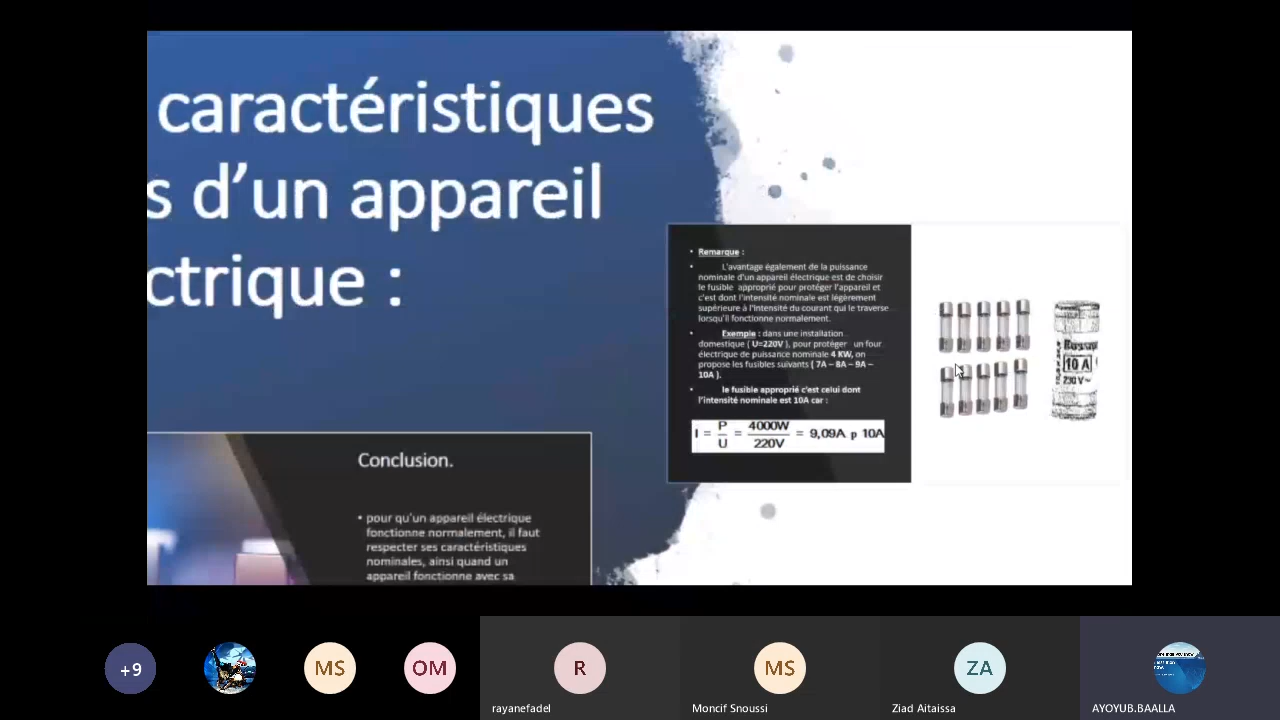 caractéristiques
s d’un appareil
ctrique :
• Remarque :
• L'avantage également de la puissance
nominale d'un appareil électrique est de choisir
le fusible approprié pour protéger l'appareil et
c'est dont l'intensité nominale est légèrement
supérieure à l'intensité du courant qui le traverse
lorsqu'il fonctionne normalement.
• Exemple : dans une installation
domestique ( U=220V ), pour protéger un four
électrique de puissance nominale 4 KW, on
propose les fusibles suivants ( 7A – 8A – 9A –
10A ).
• le fusible approprié c'est celui dont
l'intensité nominale est 10A car :
I = P/U = 4000W/220V = 9,09A p 10A
10 A
230 V~
Conclusion.
• pour qu'un appareil électrique
fonctionne normalement, il faut
respecter ses caractéristiques
nominales, ainsi quand un
appareil fonctionne avec sa
+9
MS
OM
R
MS
ZA
rayanefadel
Moncif Snoussi
Ziad Aitaissa
AYOYUB.BAALLA